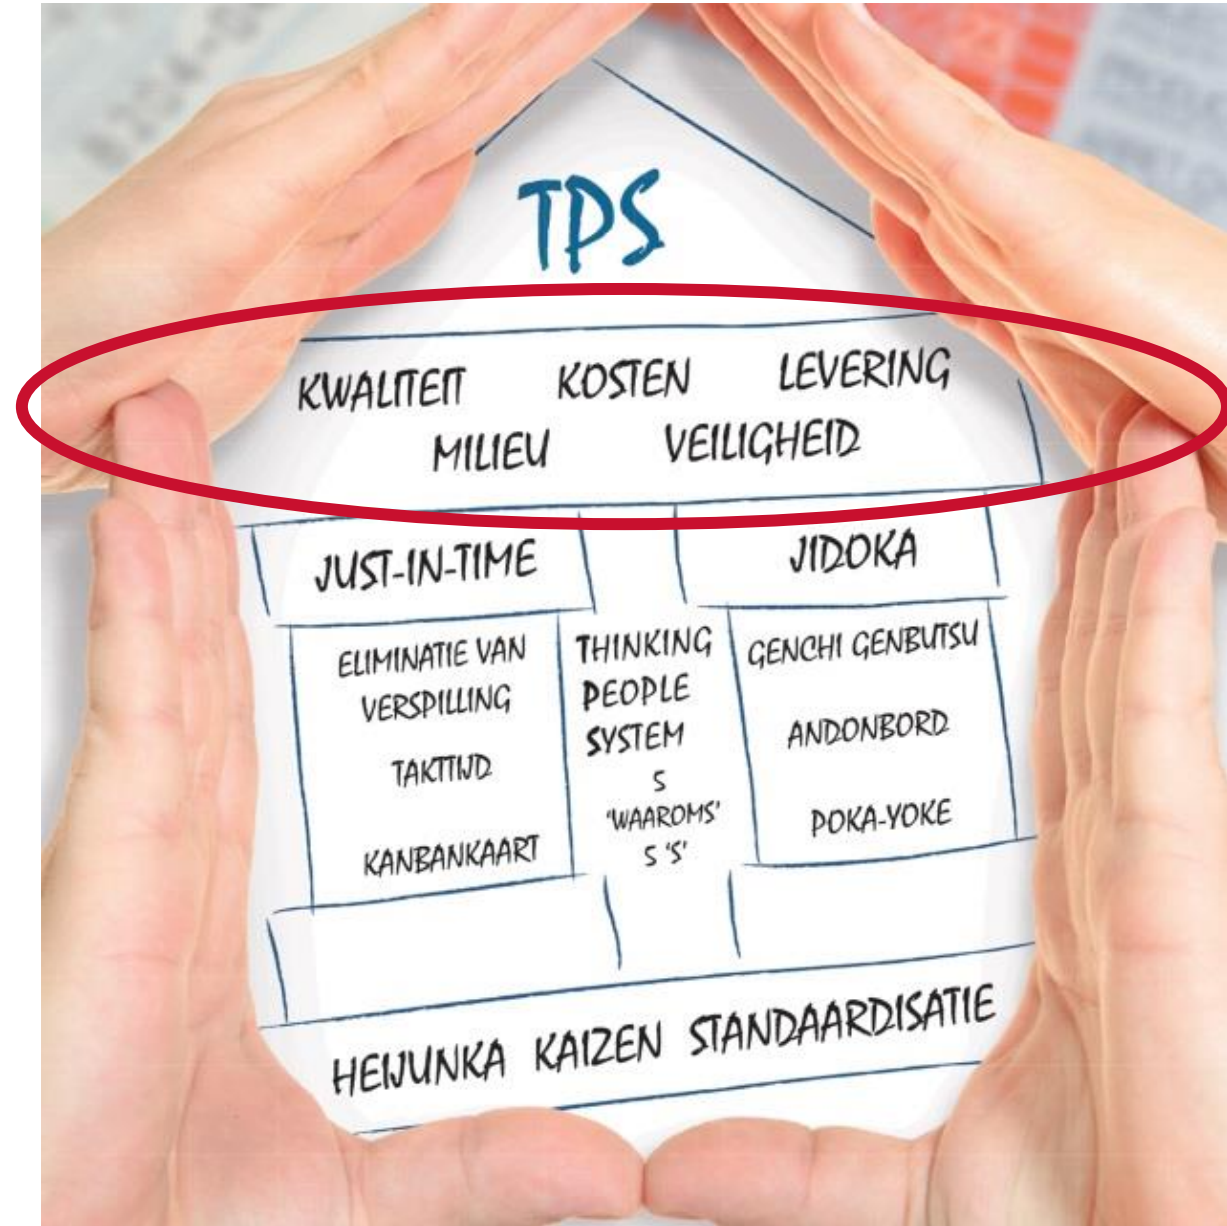 TPS
KWALITEIT KOSTEN LEVERING
MILIEU VEILIGHEID
JUST-IN-TIME
JIDOKA
ELIMINATIE VAN
VERSPILLING
TAKTTIJD
KANBANKAART
THINKING
PEOPLE
SYSTEM
5
'WAAROMS'
5 'S'
GENCHI GENBUTSU
ANDONBORD
POKA-YOKE
HEIJUNKA KAIZEN STANDAARDISATIE